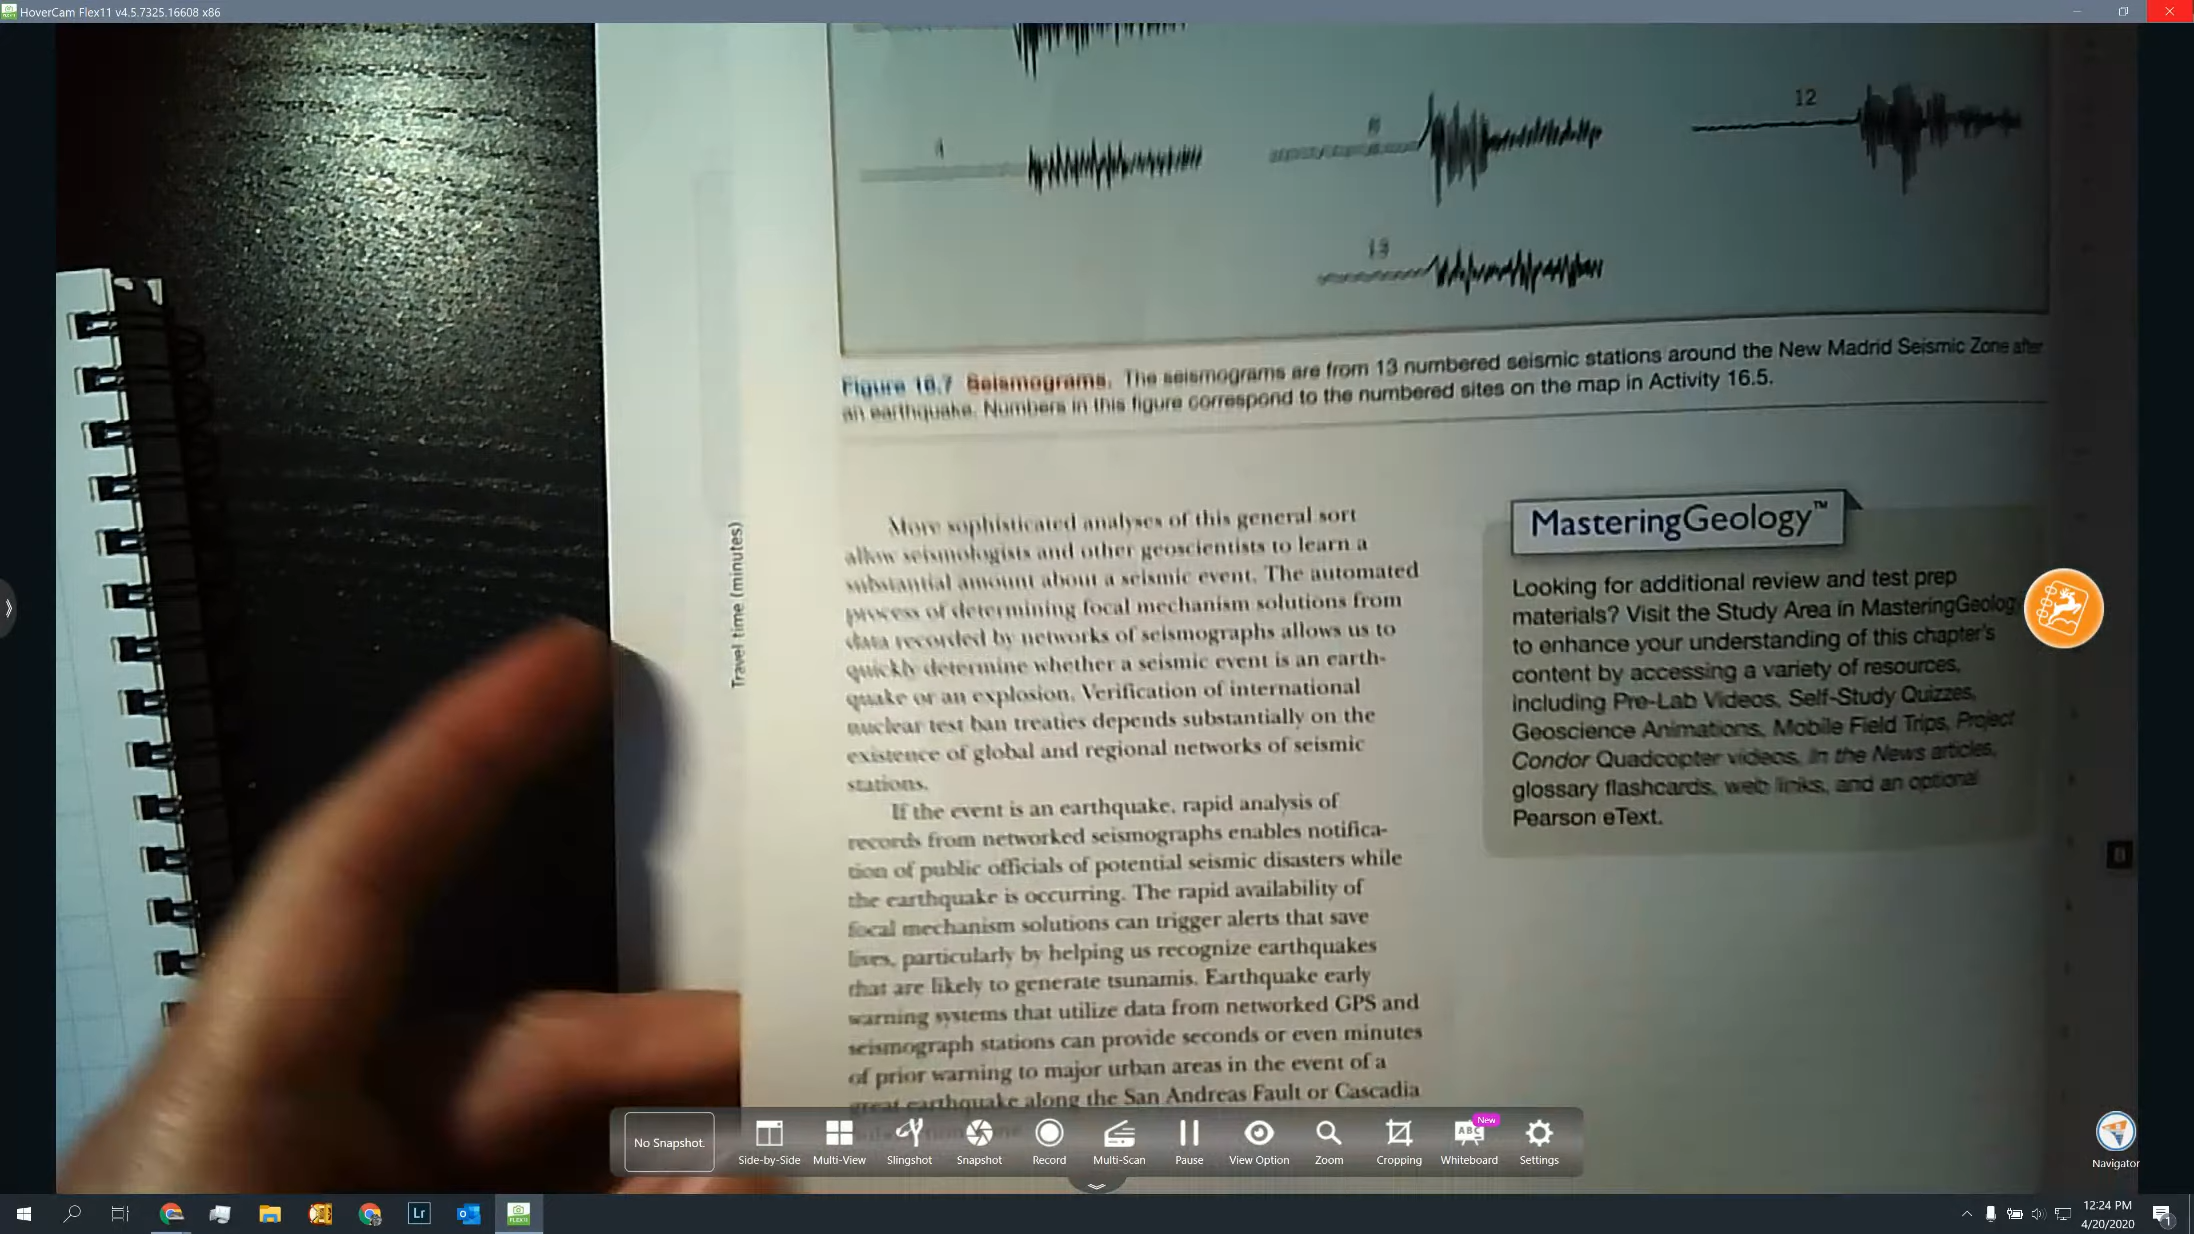 HoverCam Flex11 v4.5.7325.16608 x86
4
12
13
Figure 16.7 Seismograms. The seismograms are from 13 numbered seismic stations around the New Madrid Seismic Zone after
an earthquake. Numbers in this figure correspond to the numbered sites on the map in Activity 16.5.
Travel time (minutes)
More sophisticated analyses of this general sort
allow seismologists and other geoscientists to learn a
substantial amount about a seismic event. The automated
process of determining focal mechanism solutions from
data recorded by networks of seismographs allows us to
quickly determine whether a seismic event is an earth-
quake or an explosion. Verification of international
nuclear test ban treaties depends substantially on the
existence of global and regional networks of seismic
stations.
If the event is an earthquake, rapid analysis of
records from networked seismographs enables notifica-
tion of public officials of potential seismic disasters while
the earthquake is occurring. The rapid availability of
focal mechanism solutions can trigger alerts that save
lives, particularly by helping us recognize earthquakes
that are likely to generate tsunamis. Earthquake early
warning systems that utilize data from networked GPS and
seismograph stations can provide seconds or even minutes
of prior warning to major urban areas in the event of a
great earthquake along the San Andreas Fault or Cascadia
MasteringGeology™
Looking for additional review and test prep
materials? Visit the Study Area in MasteringGeology
to enhance your understanding of this chapter's
content by accessing a variety of resources,
including Pre-Lab Videos, Self-Study Quizzes,
Geoscience Animations, Mobile Field Trips, Project
Condor Quadcopter videos, In the News articles,
glossary flashcards, web links, and an optional
Pearson eText.
No Snapshot.
Side-by-Side
Multi-View
Slingshot
Snapshot
Record
Multi-Scan
Pause
View Option
Zoom
Cropping
New
ABC
Whiteboard
Settings
Navigator
Lr
FLEX11
12:24 PM
4/20/2020
1